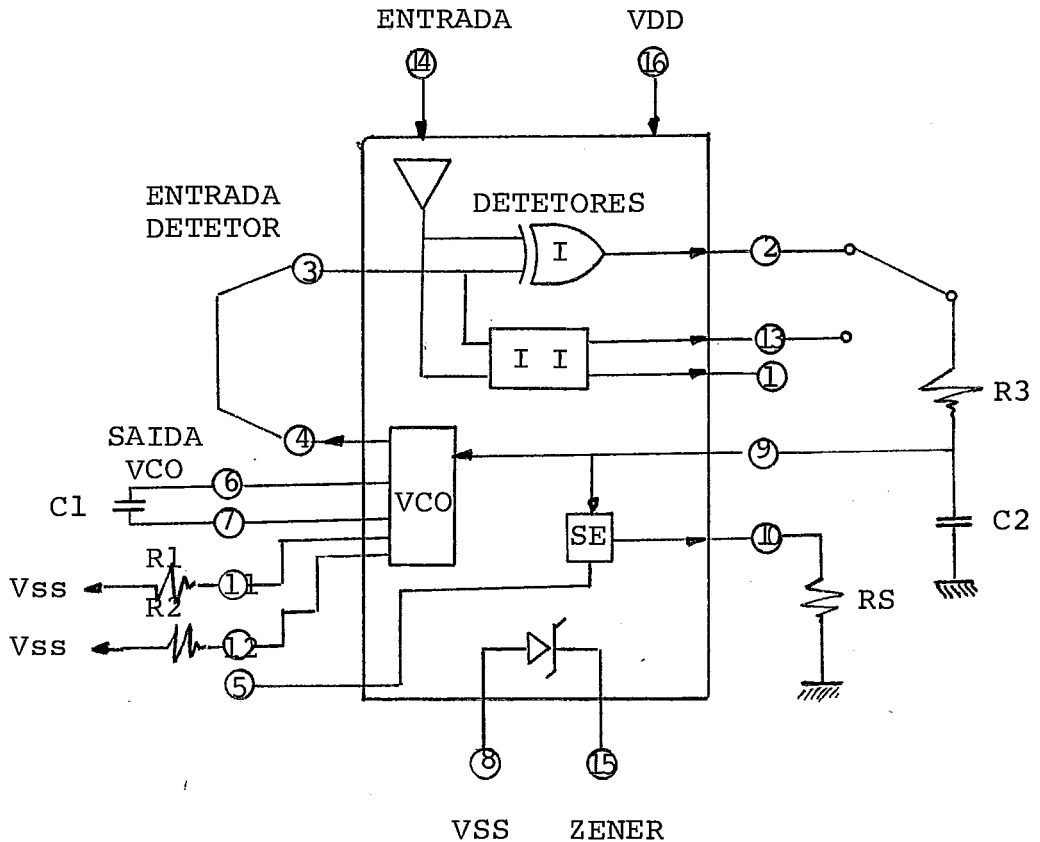 ENTRADA VDD
14 16
ENTRADA
DETETOR
DETETORES
3
I
2
I I
13
1
4
SAIDA
VCO
6
7
C1
VCO
9
R3
SE
10
C2
R1
Vss
11
R2
Vss
12
5
RS
8 15
VSS ZENER